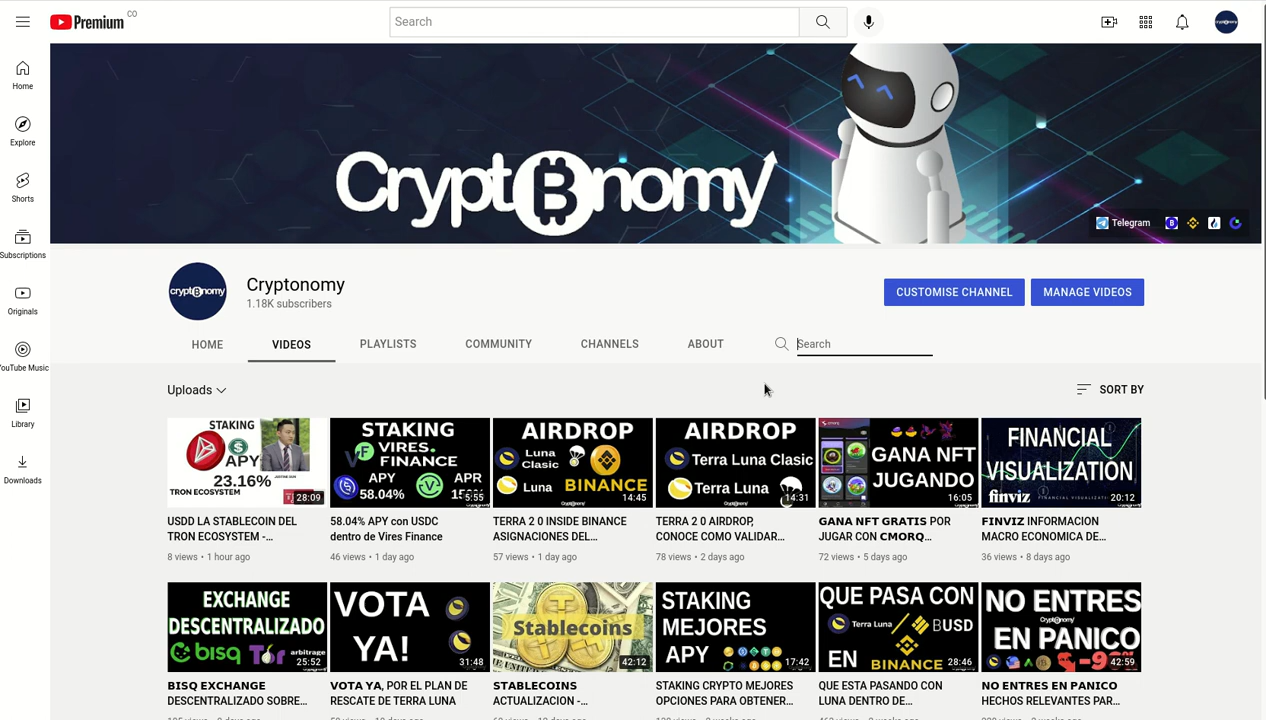 Premium CO
Search
Home
Explore
Shorts
Subscriptions
Originals
YouTube Music
Library
Downloads
Cryptonomy
Telegram
cryptonomy
Cryptonomy
1.18K subscribers
CUSTOMISE CHANNEL
MANAGE VIDEOS
HOME
VIDEOS
PLAYLISTS
COMMUNITY
CHANNELS
ABOUT
Search
Uploads
SORT BY
STAKING
APY
23.16%
TRON ECOSYSTEM
28:09
USDD LA STABLECOIN DEL
TRON ECOSYSTEM -...
8 views • 1 hour ago
STAKING
VIRES.
FINANCE
APY APR
58.04%
5:55
58.04% APY con USDC
dentro de Vires Finance
46 views • 1 day ago
AIRDROP
Luna
Clasic
Luna BINANCE
14:45
TERRA 2 0 INSIDE BINANCE
ASIGNACIONES DEL...
57 views • 1 day ago
AIRDROP
Terra Luna Clasic
Terra Luna
14:31
TERRA 2 0 AIRDROP,
CONOCE COMO VALIDAR...
78 views • 2 days ago
GANA NFT
JUGANDO
16:05
GANA NFT GRATIS POR
JUGAR CON CMORQ...
72 views • 5 days ago
FINANCIAL
VISUALIZATION
finviz
20:12
FINVIZ INFORMACION
MACRO ECONOMICA DE...
36 views • 8 days ago
EXCHANGE
DESCENTRALIZADO
bisq Tor arbitrage
25:52
BISQ EXCHANGE
DESCENTRALIZADO SOBRE...
VOTA
YA!
31:48
VOTA YA, POR EL PLAN DE
RESCATE DE TERRA LUNA
Stablecoins
42:12
STABLECOINS
ACTUALIZACION -...
STAKING
MEJORES
APY
17:42
STAKING CRYPTO MEJORES
OPCIONES PARA OBTENER...
QUE PASA CON
Terra Luna / BUSD
EN BINANCE
28:46
QUE ESTA PASANDO CON
LUNA DENTRO DE...
NO ENTRES
Cryptonomy
EN PANICO
42:59
NO ENTRES EN PANICO
HECHOS RELEVANTES PAR...